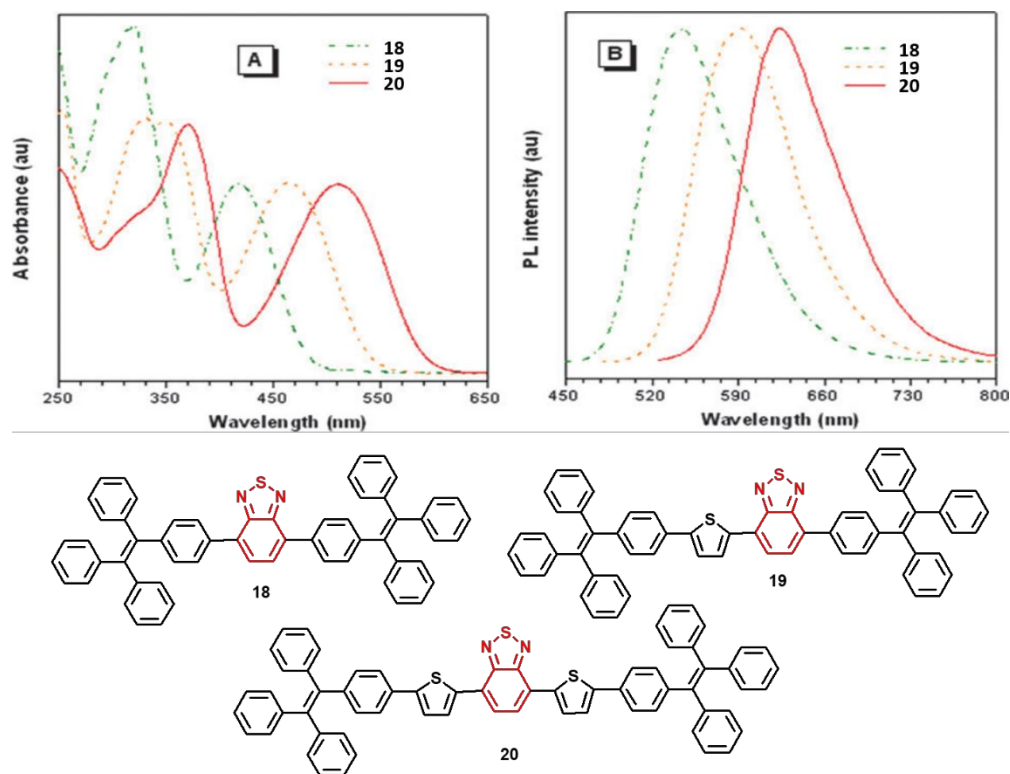 A
18
19
20
Absorbance (au)
250 350 450 550 650
Wavelength (nm)
B
18
19
20
PL intensity (au)
450 520 590 660 730 800
Wavelength (nm)
S
N N
18
S
N N
S
19
S
N N
S S
20